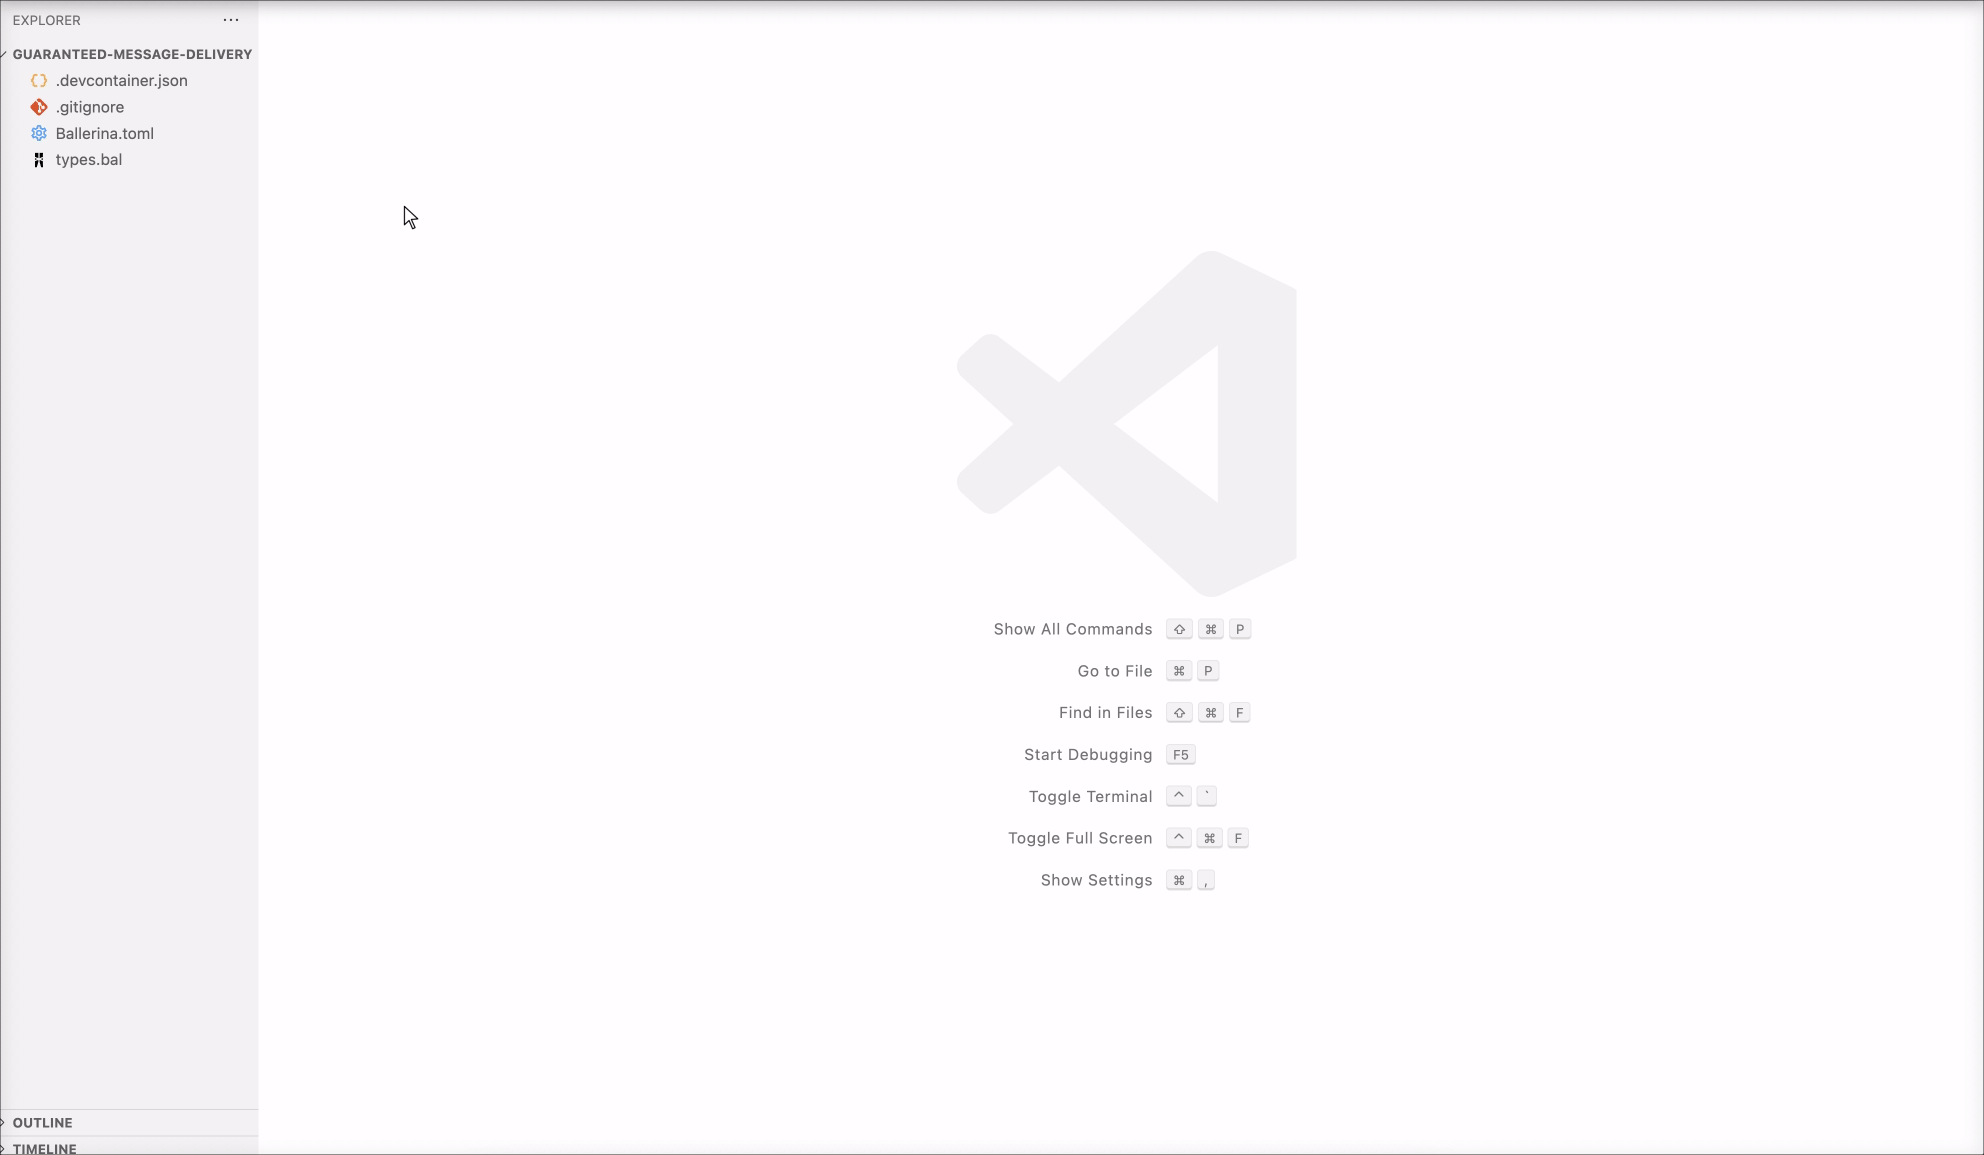 EXPLORER
GUARANTEED-MESSAGE-DELIVERY
.devcontainer.json
.gitignore
Ballerina.toml
types.bal
Show All Commands ⇧ ⌘ P
Go to File ⌘ P
Find in Files ⇧ ⌘ F
Start Debugging F5
Toggle Terminal ^ `
Toggle Full Screen ^ ⌘ F
Show Settings ⌘ ,
OUTLINE
TIMELINE